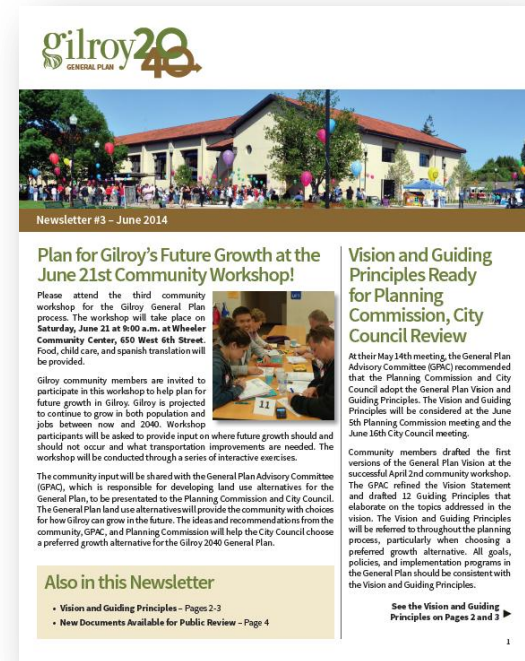 gilroy 2040
GENERAL PLAN
Newsletter #3 – June 2014
Plan for Gilroy's Future Growth at the
June 21st Community Workshop!
Please attend the third community
workshop for the Gilroy General Plan
process. The workshop will take place on
Saturday, June 21 at 9:00 a.m. at Wheeler
Community Center, 650 West 6th Street.
Food, child care, and spanish translation will
be provided.
Gilroy community members are invited to
participate in this workshop to help plan for
future growth in Gilroy. Gilroy is projected
to continue to grow in both population and
jobs between now and 2040. Workshop
participants will be asked to provide input on where future growth should and
should not occur and what transportation improvements are needed. The
workshop will be conducted through a series of interactive exercises.
The community input will be shared with the General Plan Advisory Committee
(GPAC), which is responsible for developing land use alternatives for the
General Plan, to be presented to the Planning Commission and City Council.
The General Plan land use alternatives will provide the community with choices
for how Gilroy can grow in the future. The ideas and recommendations from the
community, GPAC, and Planning Commission will help the City Council choose
a preferred growth alternative for the Gilroy 2040 General Plan.
11
Also in this Newsletter
• Vision and Guiding Principles – Pages 2-3
• New Documents Available for Public Review – Page 4
Vision and Guiding
Principles Ready
for Planning
Commission, City
Council Review
At their May 14th meeting, the General Plan
Advisory Committee (GPAC) recommended
that the Planning Commission and City
Council adopt the General Plan Vision and
Guiding Principles. The Vision and Guiding
Principles will be considered at the June
5th Planning Commission meeting and the
June 16th City Council meeting.
Community members drafted the first
versions of the General Plan Vision at the
successful April 2nd community workshop.
The GPAC refined the Vision Statement
and drafted 12 Guiding Principles that
elaborate on the topics addressed in the
vision. The Vision and Guiding Principles
will be referred to throughout the planning
process, particularly when choosing a
preferred growth alternative. All goals,
policies, and implementation programs in
the General Plan should be consistent with
the Vision and Guiding Principles.
See the Vision and Guiding
Principles on Pages 2 and 3 ▶
1